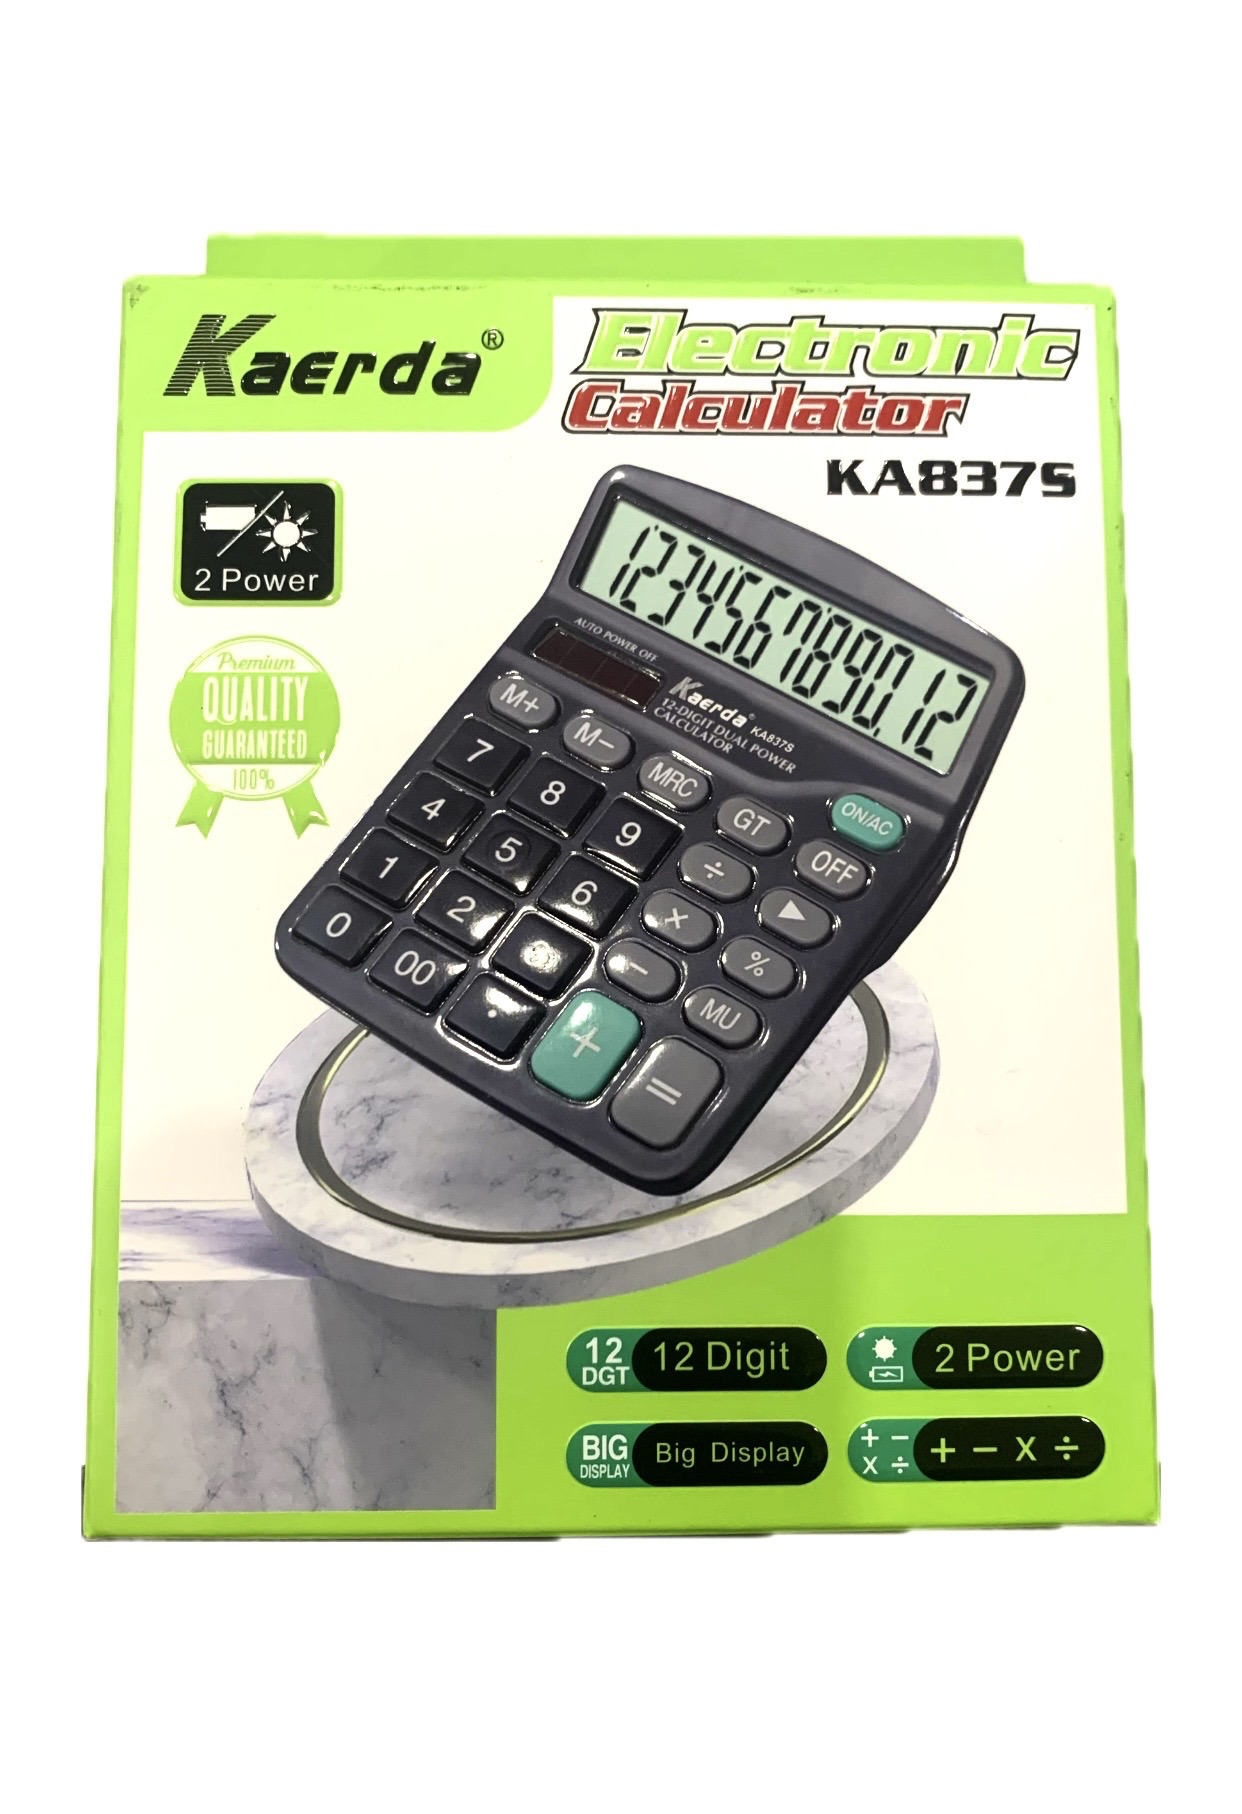 Kaerda®
Electronic
Calculator
KA837S
2 Power
Premium
QUALITY
GUARANTEED
100%
1234567890.12
AUTO POWER OFF
Kaerda® KA837S
12-DIGIT DUAL POWER
CALCULATOR
M+ M− MRC GT ON/AC
7 8 9 ÷ OFF
4 5 6 × ▶
1 2 − %
0 00 . + = MU
12 DGT 12 Digit
2 Power
BIG DISPLAY Big Display
+ − x ÷ + − x ÷